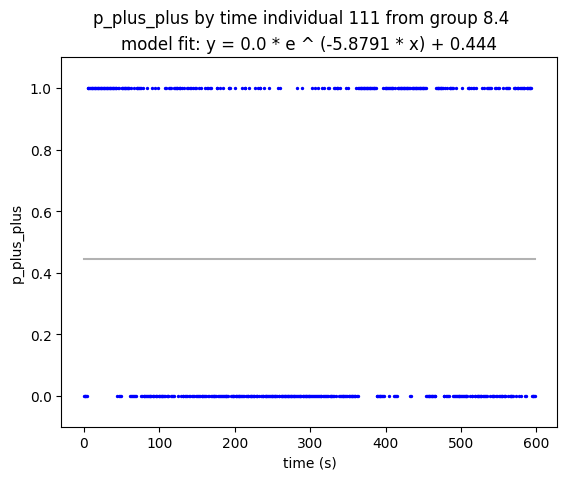 p_plus_plus by time individual 111 from group 8.4
model fit: y = 0.0 * e ^ (-5.8791 * x) + 0.444
1.0
0.8
0.6
0.4
0.2
0.0
p_plus_plus
0 100 200 300 400 500 600
time (s)